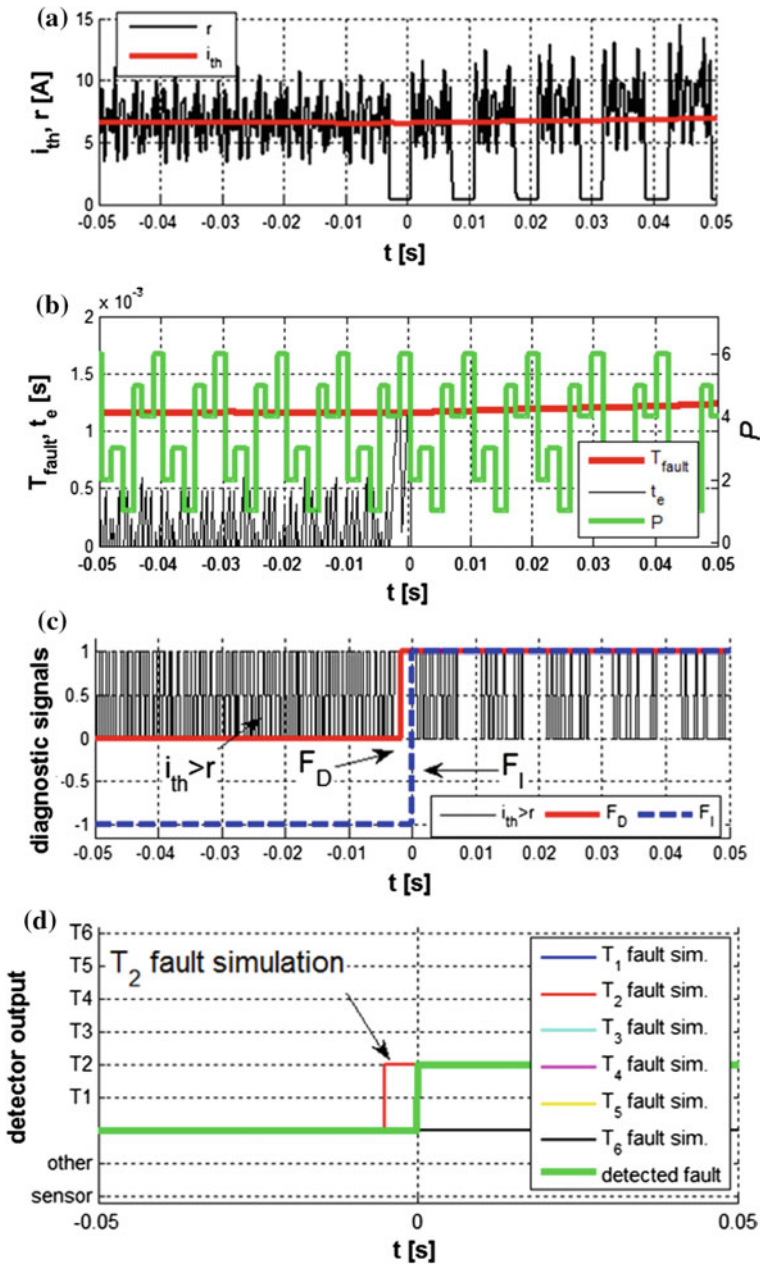 (a)
15
10
5
0
i_th, r [A]
r
i_th
-0.05 -0.04 -0.03 -0.02 -0.01 0 0.01 0.02 0.03 0.04 0.05
t [s]
(b)
× 10^-3
2
1.5
1
0.5
0
T_fault, t_e [s]
6
4
2
0
P
T_fault
t_e
P
-0.05 -0.04 -0.03 -0.02 -0.01 0 0.01 0.02 0.03 0.04 0.05
t [s]
(c)
1
0.5
0
-0.5
-1
diagnostic signals
i_th>r
F_D
F_I
i_th>r F_D F_I
-0.05 -0.04 -0.03 -0.02 -0.01 0 0.01 0.02 0.03 0.04 0.05
t [s]
(d)
T6
T5
T4
T3
T2
T1
other
sensor
detector output
T_2 fault simulation
T_1 fault sim.
T_2 fault sim.
T_3 fault sim.
T_4 fault sim.
T_5 fault sim.
T_6 fault sim.
detected fault
-0.05 0 0.05
t [s]